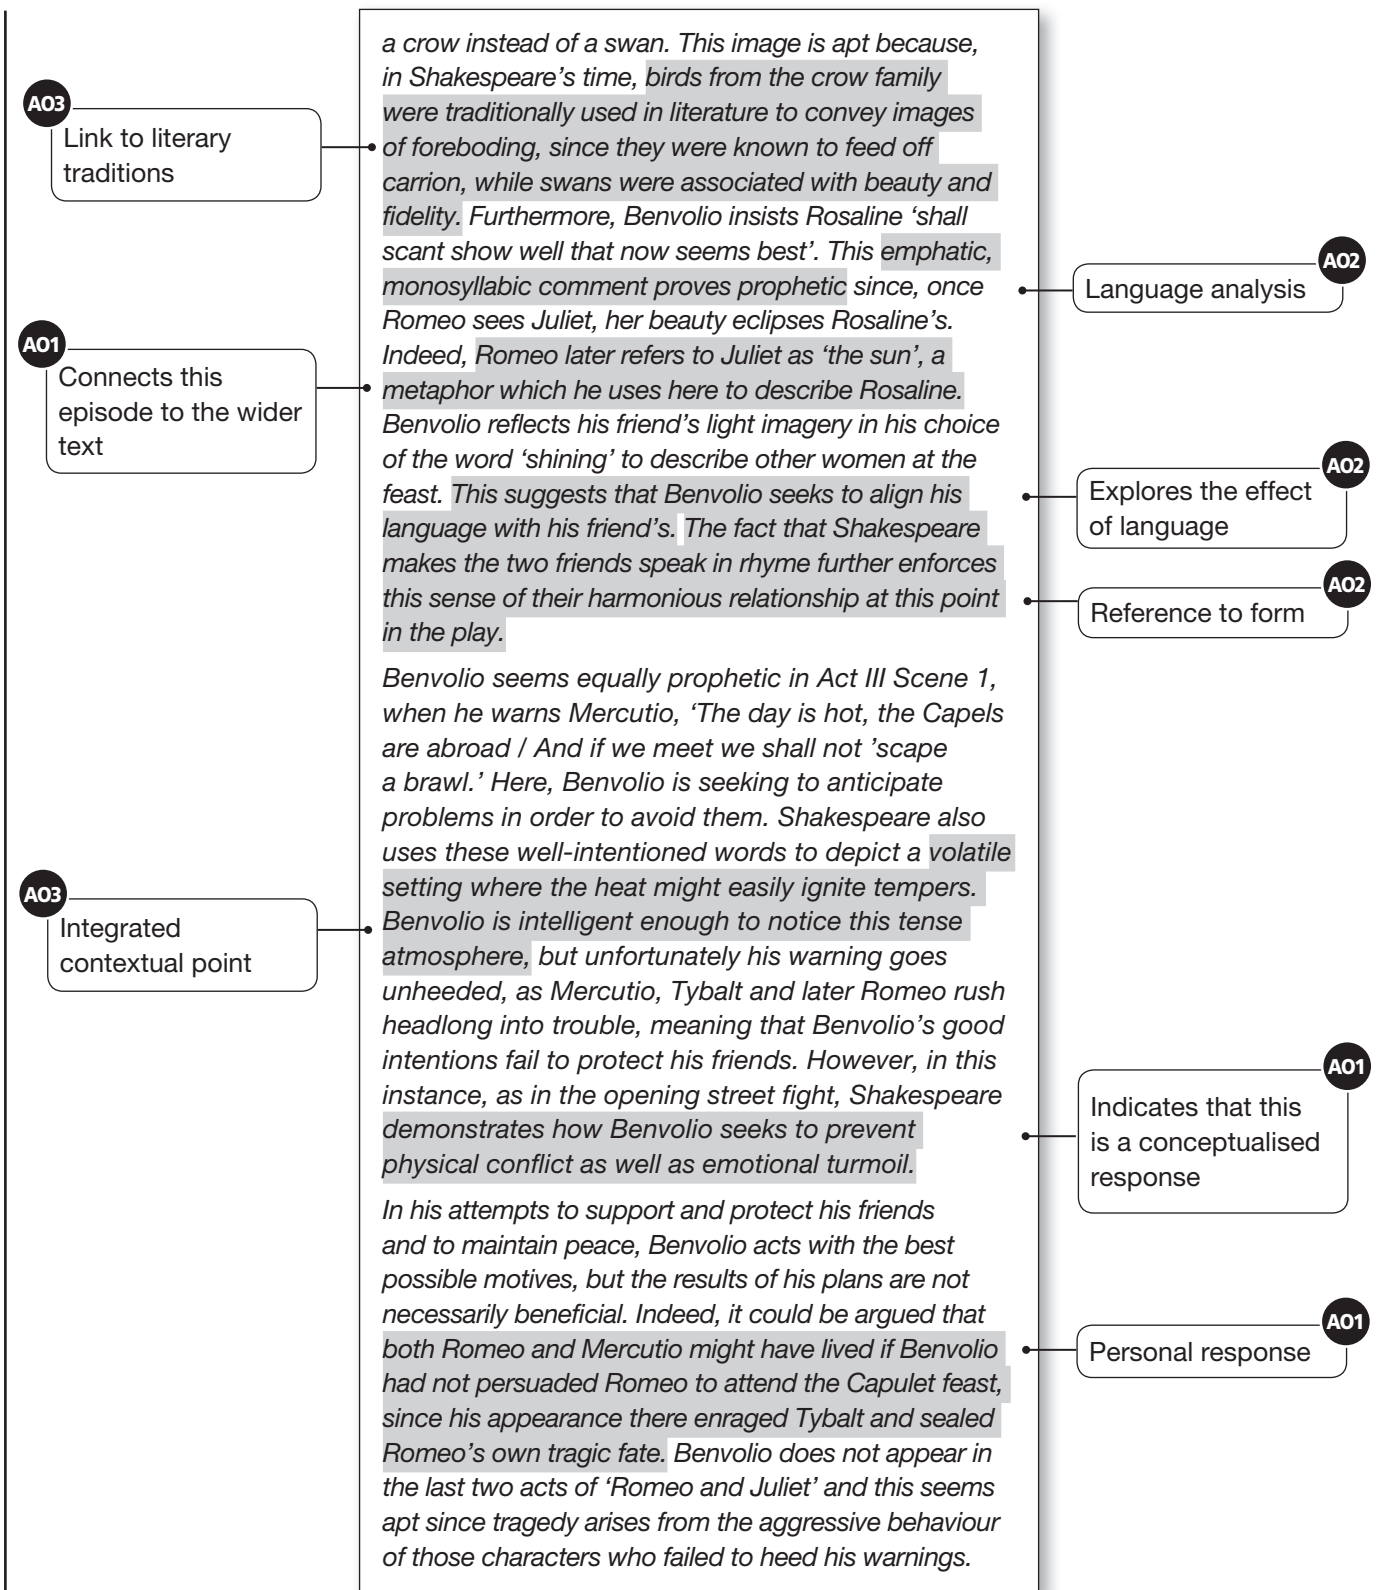 a crow instead of a swan. This image is apt because,
in Shakespeare's time, birds from the crow family
were traditionally used in literature to convey images
of foreboding, since they were known to feed off
carrion, while swans were associated with beauty and
fidelity. Furthermore, Benvolio insists Rosaline 'shall
scant show well that now seems best'. This emphatic,
monosyllabic comment proves prophetic since, once
Romeo sees Juliet, her beauty eclipses Rosaline's.
Indeed, Romeo later refers to Juliet as 'the sun', a
metaphor which he uses here to describe Rosaline.
Benvolio reflects his friend's light imagery in his choice
of the word 'shining' to describe other women at the
feast. This suggests that Benvolio seeks to align his
language with his friend's. The fact that Shakespeare
makes the two friends speak in rhyme further enforces
this sense of their harmonious relationship at this point
in the play.
Benvolio seems equally prophetic in Act III Scene 1,
when he warns Mercutio, 'The day is hot, the Capels
are abroad / And if we meet we shall not 'scape
a brawl.' Here, Benvolio is seeking to anticipate
problems in order to avoid them. Shakespeare also
uses these well-intentioned words to depict a volatile
setting where the heat might easily ignite tempers.
Benvolio is intelligent enough to notice this tense
atmosphere, but unfortunately his warning goes
unheeded, as Mercutio, Tybalt and later Romeo rush
headlong into trouble, meaning that Benvolio's good
intentions fail to protect his friends. However, in this
instance, as in the opening street fight, Shakespeare
demonstrates how Benvolio seeks to prevent
physical conflict as well as emotional turmoil.
In his attempts to support and protect his friends
and to maintain peace, Benvolio acts with the best
possible motives, but the results of his plans are not
necessarily beneficial. Indeed, it could be argued that
both Romeo and Mercutio might have lived if Benvolio
had not persuaded Romeo to attend the Capulet feast,
since his appearance there enraged Tybalt and sealed
Romeo's own tragic fate. Benvolio does not appear in
the last two acts of 'Romeo and Juliet' and this seems
apt since tragedy arises from the aggressive behaviour
of those characters who failed to heed his warnings.
AO3
Link to literary
traditions
AO1
Connects this
episode to the wider
text
AO3
Integrated
contextual point
AO2
Language analysis
AO2
Explores the effect
of language
AO2
Reference to form
AO1
Indicates that this
is a conceptualised
response
AO1
Personal response